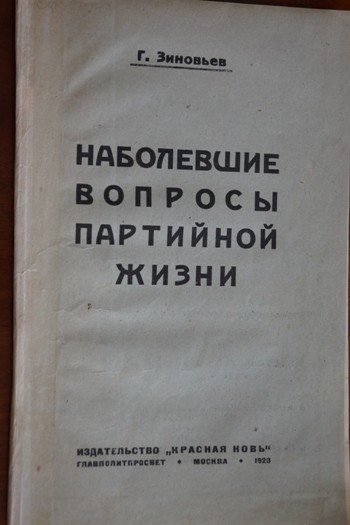 Г. Зиновьев
НАБОЛЕВШИЕ
ВОПРОСЫ
ПАРТИЙНОЙ
ЖИЗНИ
ИЗДАТЕЛЬСТВО „КРАСНАЯ НОВЬ“
ГЛАВПОЛИТПРОСВЕТ • МОСКВА • 1923